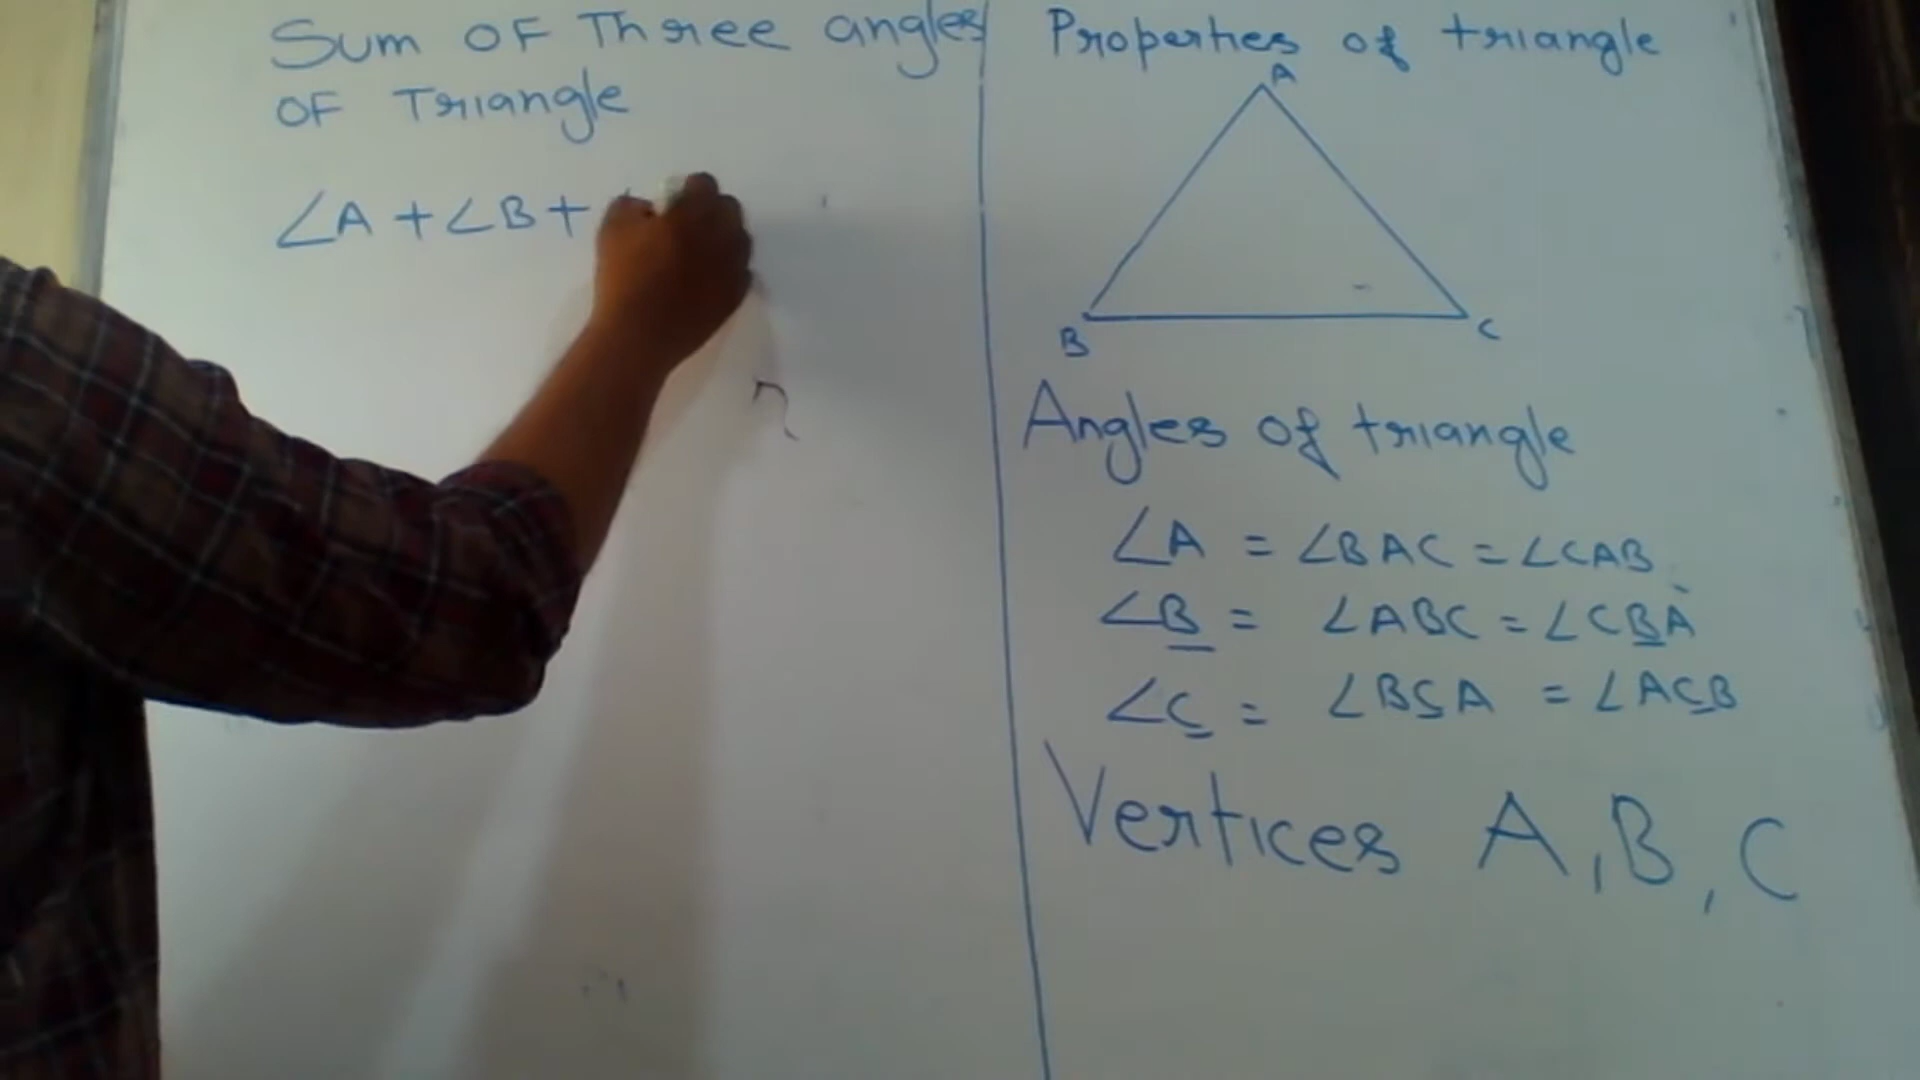 Sum OF Three angles
OF Triangle
∠A + ∠B +
Properties of triangle
A
B
C
Angles of triangle
∠A = ∠BAC = ∠CAB
∠B = ∠ABC = ∠CBA
∠C = ∠BCA = ∠ACB
Vertices A, B, C